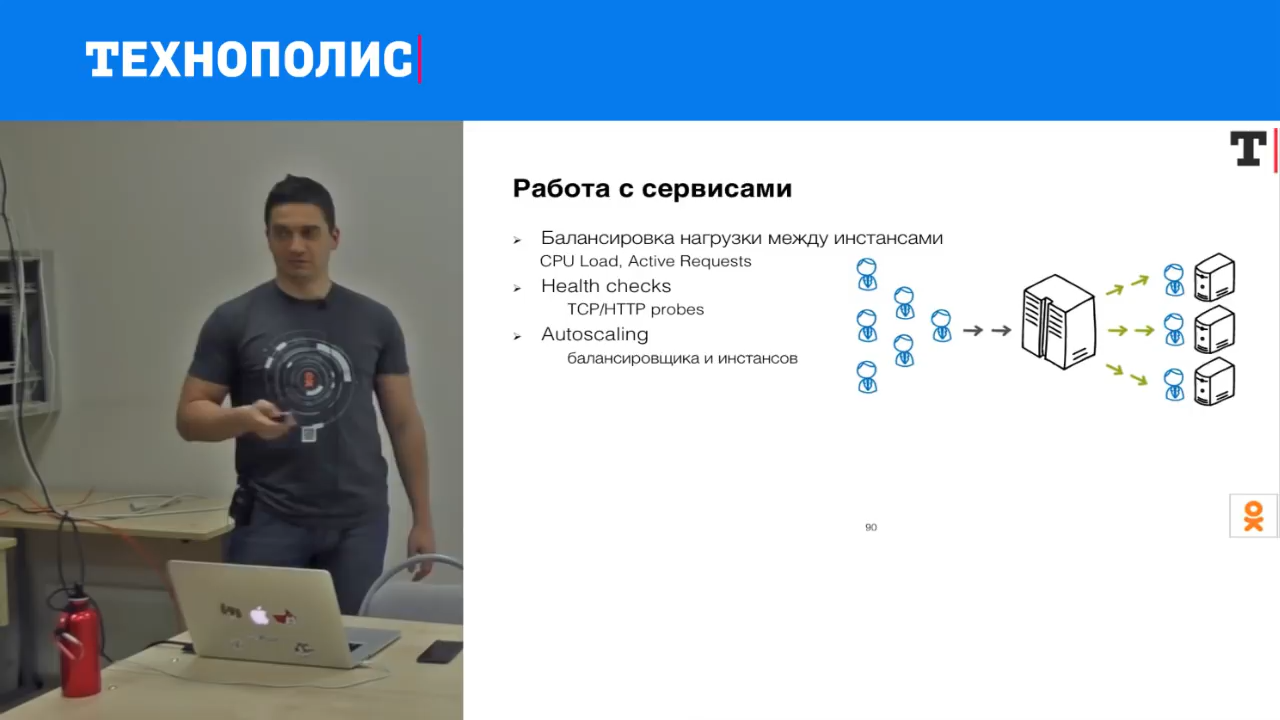 ТЕХНОПОЛИС
Т
Работа с сервисами
Балансировка нагрузки между инстансами
CPU Load, Active Requests
Health checks
TCP/HTTP probes
Autoscaling
балансировщика и инстансов
90